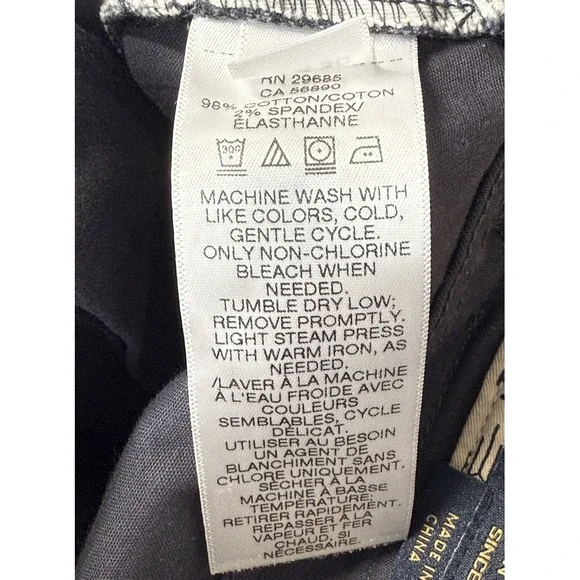 RN 29685
CA 56890
98% COTTON/COTON
2% SPANDEX/
ÉLASTHANNE
30C
MACHINE WASH WITH
LIKE COLORS, COLD,
GENTLE CYCLE.
ONLY NON-CHLORINE
BLEACH WHEN
NEEDED.
TUMBLE DRY LOW;
REMOVE PROMPTLY.
LIGHT STEAM PRESS
WITH WARM IRON, AS
NEEDED.
/LAVER À LA MACHINE
À L'EAU FROIDE AVEC
COULEURS
SEMBLABLES, CYCLE
DÉLICAT.
UTILISER AU BESOIN
UN AGENT DE
BLANCHIMENT SANS
CHLORE UNIQUEMENT.
SÉCHER À LA
MACHINE À BASSE
TEMPÉRATURE;
RETIRER RAPIDEMENT.
REPASSER À LA
VAPEUR ET FER
CHAUD, SI
NÉCESSAIRE.
SINCE
MADE IN
CHINA